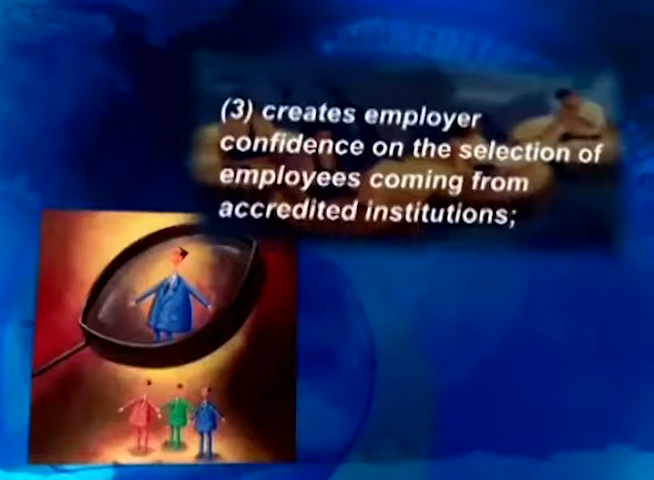 (3) creates employer
confidence on the selection of
employees coming from
accredited institutions;